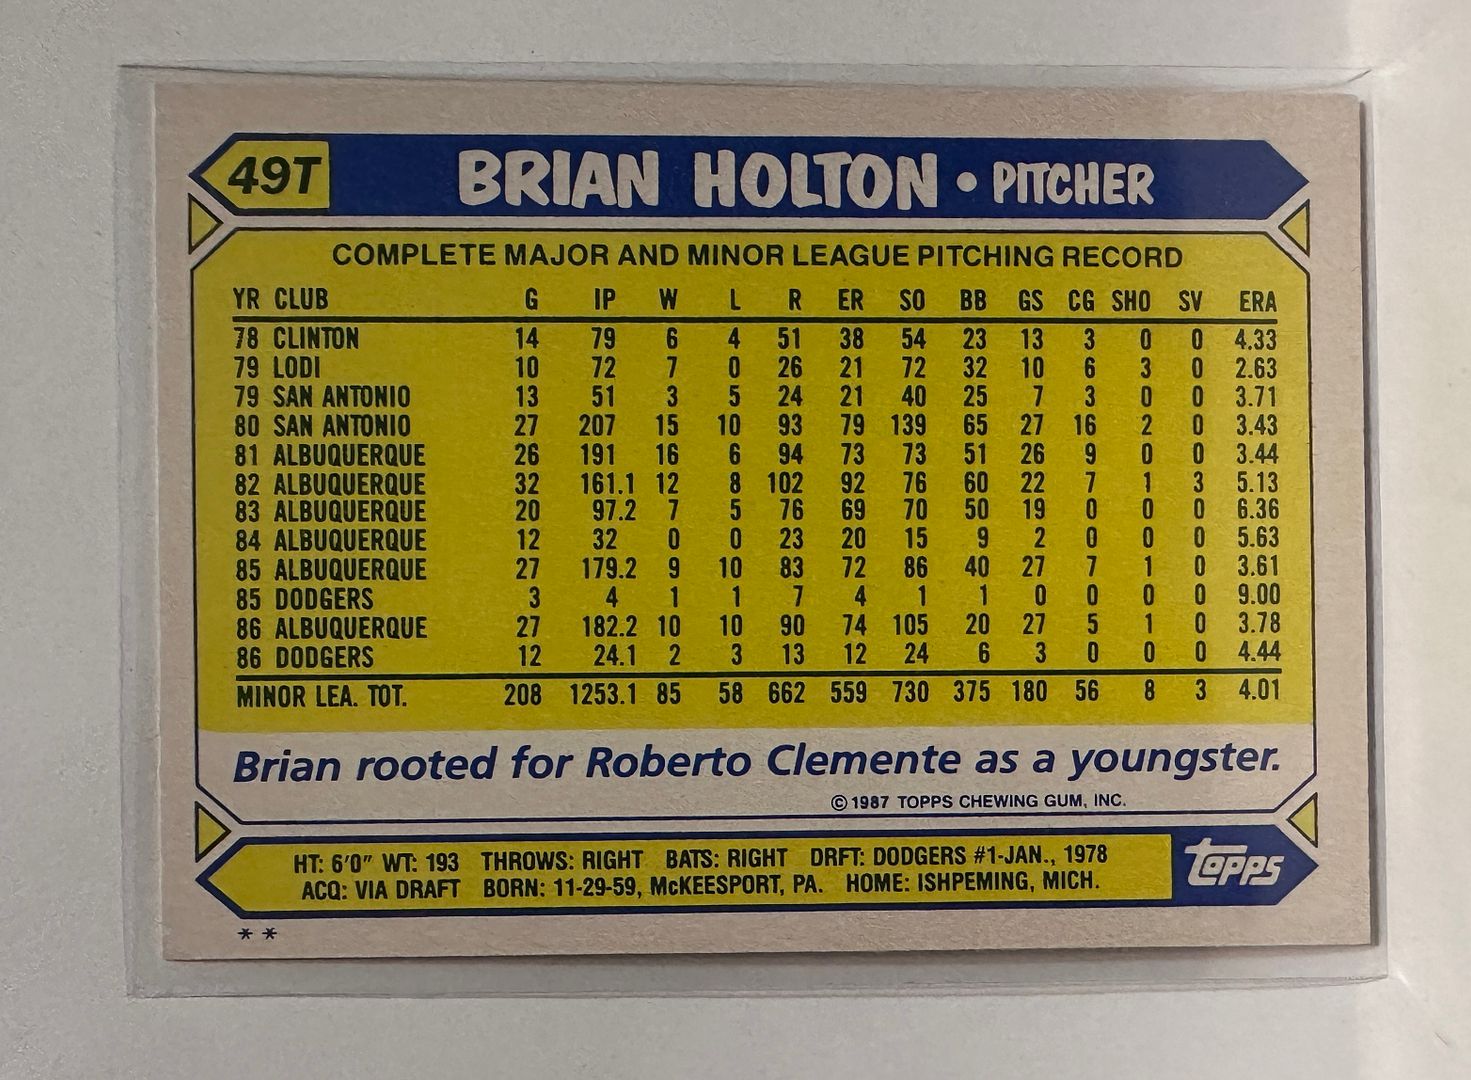 49T BRIAN HOLTON • PITCHER
COMPLETE MAJOR AND MINOR LEAGUE PITCHING RECORD
YR CLUB G IP W L R ER SO BB GS CG SHO SV ERA
78 CLINTON 14 79 6 4 51 38 54 23 13 3 0 0 4.33
79 LODI 10 72 7 0 26 21 72 32 10 6 3 0 2.63
79 SAN ANTONIO 13 51 3 5 24 21 40 25 7 3 0 0 3.71
80 SAN ANTONIO 27 207 15 10 93 79 139 65 27 16 2 0 3.43
81 ALBUQUERQUE 26 191 16 6 94 73 73 51 26 9 0 0 3.44
82 ALBUQUERQUE 32 161.1 12 8 102 92 76 60 22 7 1 3 5.13
83 ALBUQUERQUE 20 97.2 7 5 76 69 70 50 19 0 0 0 6.36
84 ALBUQUERQUE 12 32 0 0 23 20 15 9 2 0 0 0 5.63
85 ALBUQUERQUE 27 179.2 9 10 83 72 86 40 27 7 1 0 3.61
85 DODGERS 3 4 1 1 7 4 1 1 0 0 0 0 9.00
86 ALBUQUERQUE 27 182.2 10 10 90 74 105 20 27 5 1 0 3.78
86 DODGERS 12 24.1 2 3 13 12 24 6 3 0 0 0 4.44
MINOR LEA. TOT. 208 1253.1 85 58 662 559 730 375 180 56 8 3 4.01
Brian rooted for Roberto Clemente as a youngster.
© 1987 TOPPS CHEWING GUM, INC.
HT: 6'0" WT: 193 THROWS: RIGHT BATS: RIGHT DRFT: DODGERS #1-JAN., 1978
ACQ: VIA DRAFT BORN: 11-29-59, McKEESPORT, PA. HOME: ISHPEMING, MICH.
topps
* *